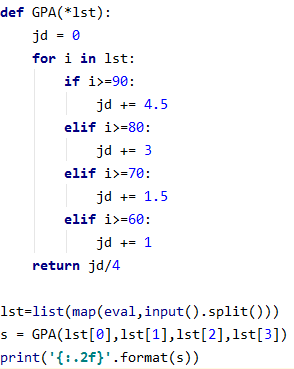 def GPA(*lst):
    jd = 0
    for i in lst:
        if i>=90:
            jd += 4.5
        elif i>=80:
            jd += 3
        elif i>=70:
            jd += 1.5
        elif i>=60:
            jd += 1
    return jd/4

lst=list(map(eval,input().split()))
s = GPA(lst[0],lst[1],lst[2],lst[3])
print('{:.2f}'.format(s))